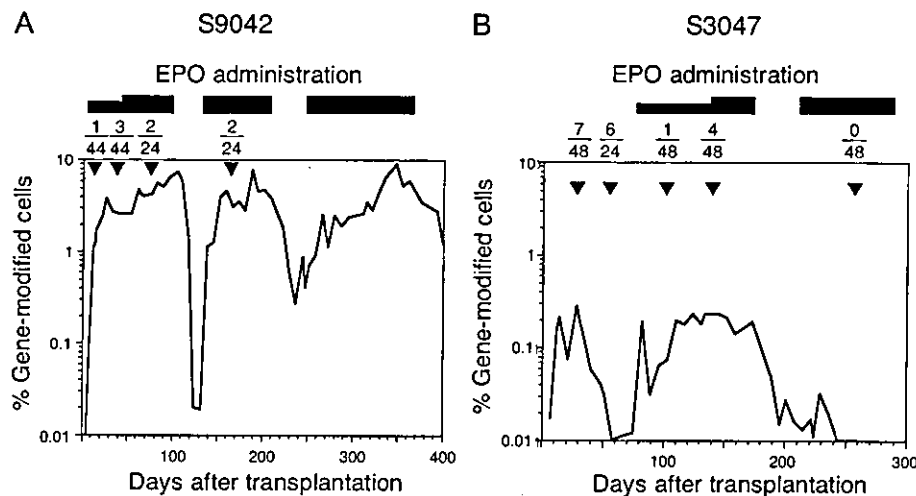 A
S9042
EPO administration
1 3 2 2
44 44 24 24
10
1
0.1
0.01
% Gene-modified cells
100 200 300 400
Days after transplantation
B
S3047
EPO administration
7 6 1 4 0
48 24 48 48 48
10
1
0.1
0.01
% Gene-modified cells
100 200 300
Days after transplantation